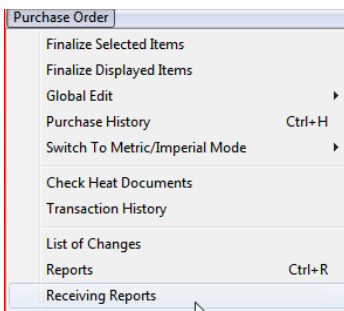 Purchase Order
Finalize Selected Items
Finalize Displayed Items
Global Edit
Purchase History Ctrl+H
Switch To Metric/Imperial Mode
Check Heat Documents
Transaction History
List of Changes
Reports Ctrl+R
Receiving Reports